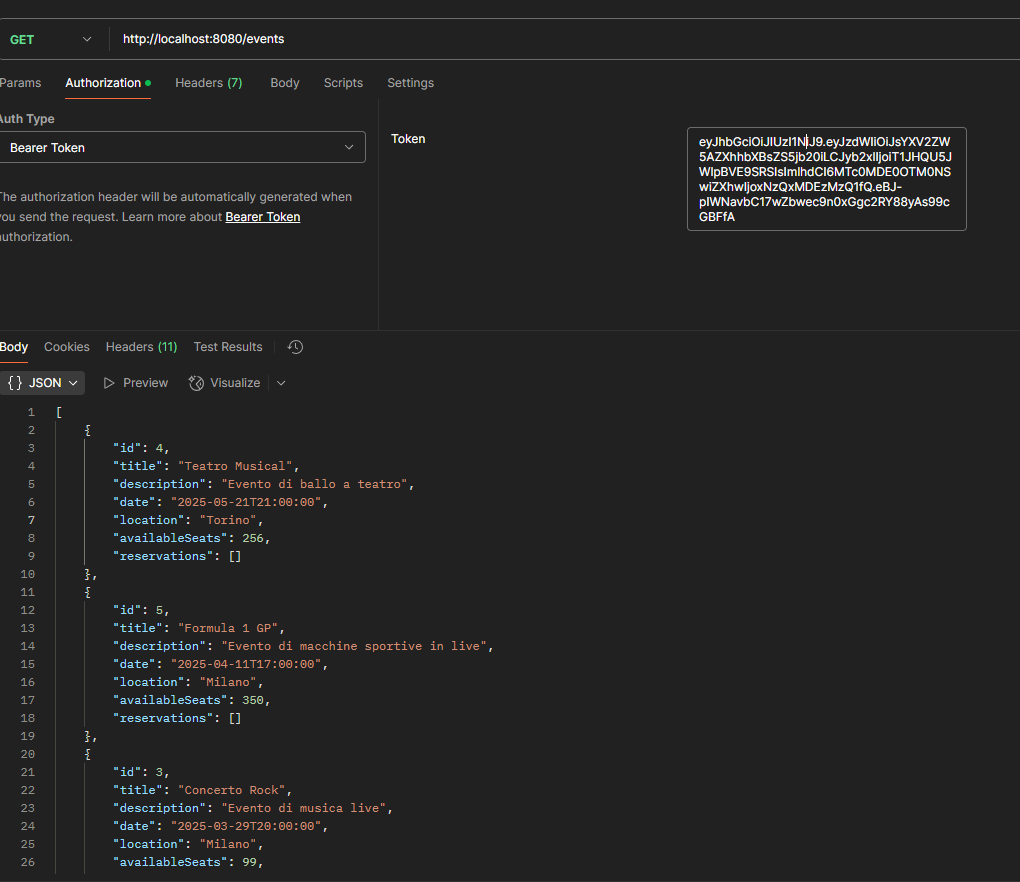 GET http://localhost:8080/events
Params Authorization Headers (7) Body Scripts Settings
Auth Type
Bearer Token
The authorization header will be automatically generated when
you send the request. Learn more about Bearer Token
authorization.
Token
Body Cookies Headers (11) Test Results
{} JSON Preview Visualize
1 [
2 {
3 "id": 4,
4 "title": "Teatro Musical",
5 "description": "Evento di ballo a teatro",
6 "date": "2025-05-21T21:00:00",
7 "location": "Torino",
8 "availableSeats": 256,
9 "reservations": []
10 },
11 {
12 "id": 5,
13 "title": "Formula 1 GP",
14 "description": "Evento di macchine sportive in live",
15 "date": "2025-04-11T17:00:00",
16 "location": "Milano",
17 "availableSeats": 350,
18 "reservations": []
19 },
20 {
21 "id": 3,
22 "title": "Concerto Rock",
23 "description": "Evento di musica live",
24 "date": "2025-03-29T20:00:00",
25 "location": "Milano",
26 "availableSeats": 99,